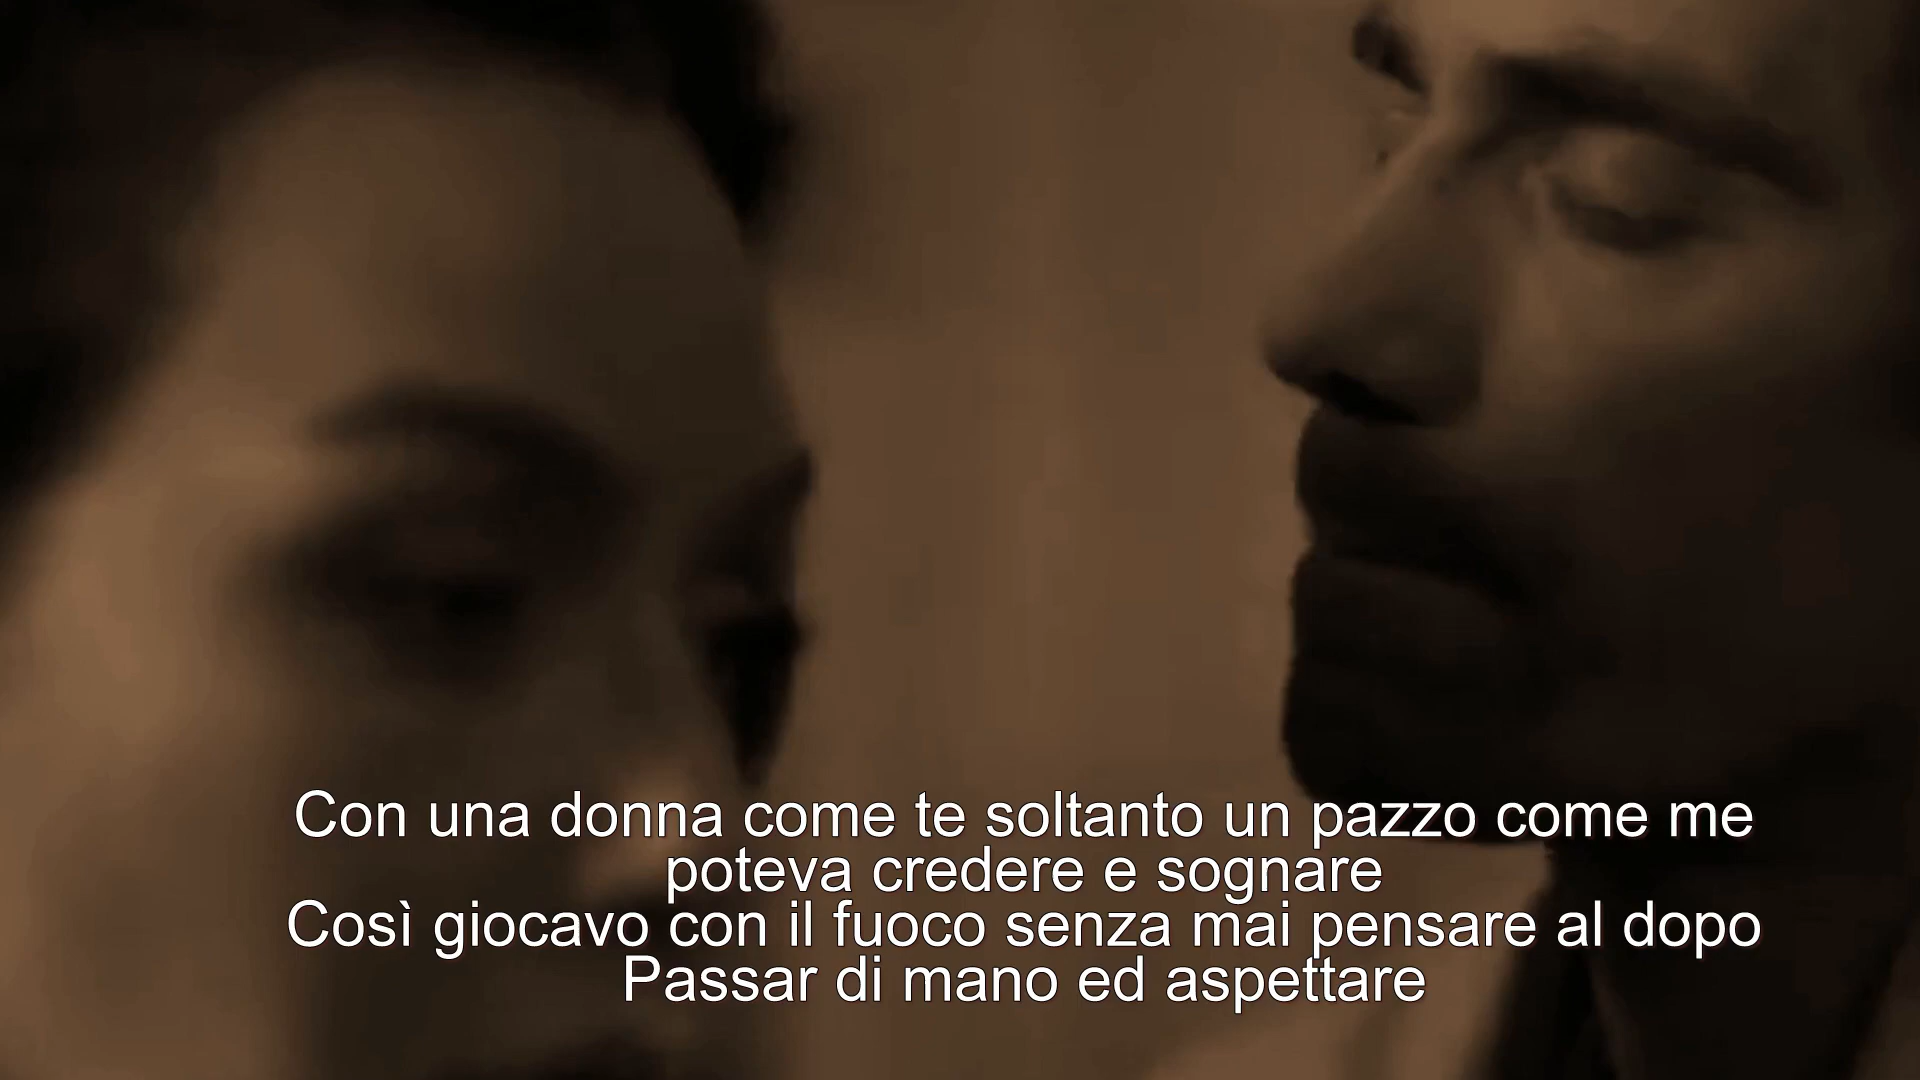 Con una donna come te soltanto un pazzo come me
poteva credere e sognare
Così giocavo con il fuoco senza mai pensare al dopo
Passar di mano ed aspettare